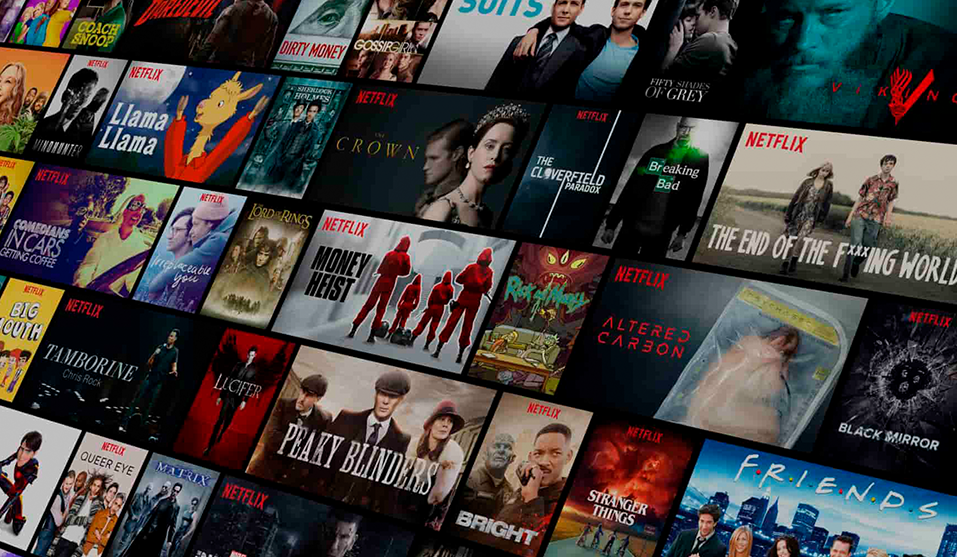 COACH
SNOOP
DAREDEVIL
DIRTY MONEY
GOSSIP GIRL
SUITS
FIFTY SHADES
OF GREY
VIKING
NETFLIX
MINDHUNTER
NETFLIX
Llama
Llama
SHERLOCK
HOLMES
NETFLIX
the
CROWN
NETFLIX
THE
CLOVERFIELD
PARADOX
Breaking
Bad
NETFLIX
THE END OF THE F***ING WORLD
NETFLIX
COMEDIANS
IN CARS
GETTING COFFEE
NETFLIX
Irreplaceable
you
THE LORD OF THE RINGS
NETFLIX
MONEY
HEIST
Rick and Morty
NETFLIX
ALTERED
CARBON
NETFLIX
BLACK MIRROR
NETFLIX
BIG
MOUTH
NETFLIX
TAMBORINE
Chris Rock
LUCIFER
PEAKY BLINDERS
NETFLIX
BRIGHT
NETFLIX
STRANGER
THINGS
F·R·I·E·N·D·S
NETFLIX
QUEER EYE
MATRIX
NETFLIX